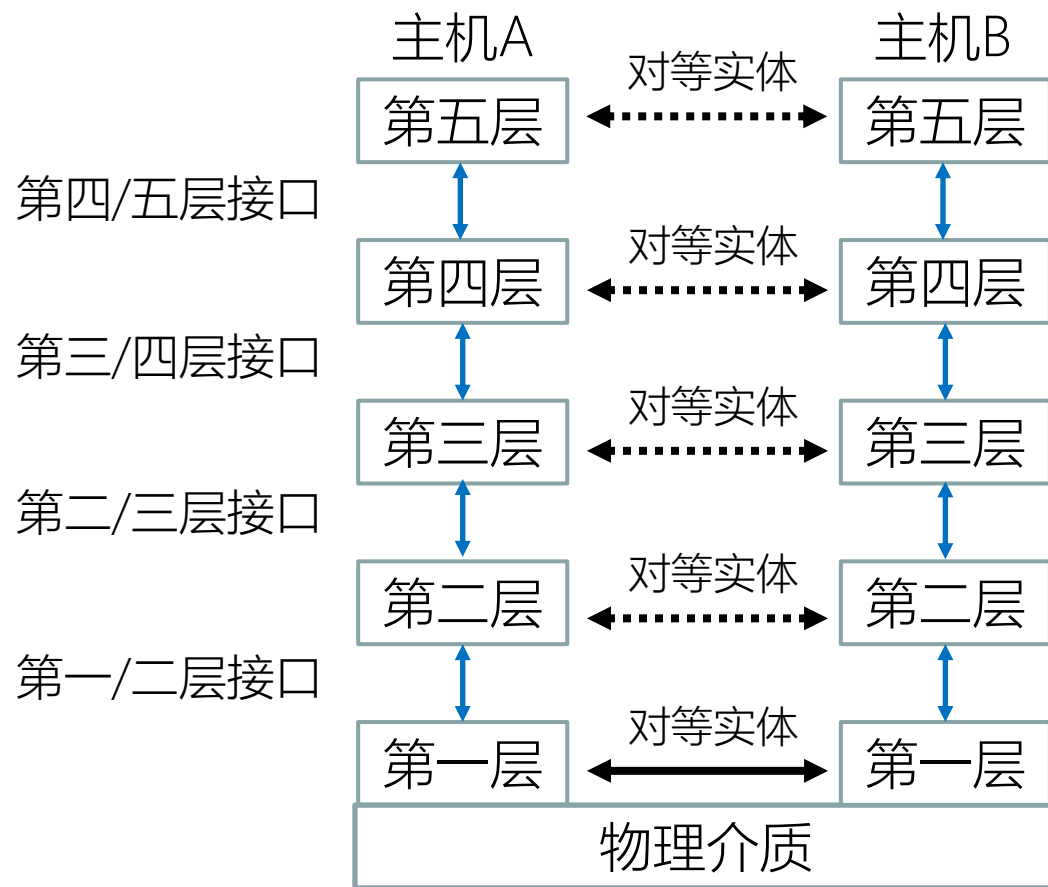 主机A
主机B
对等实体
第五层
第五层
第四/五层接口
对等实体
第四层
第四层
第三/四层接口
对等实体
第三层
第三层
第二/三层接口
对等实体
第二层
第二层
第一/二层接口
对等实体
第一层
第一层
物理介质